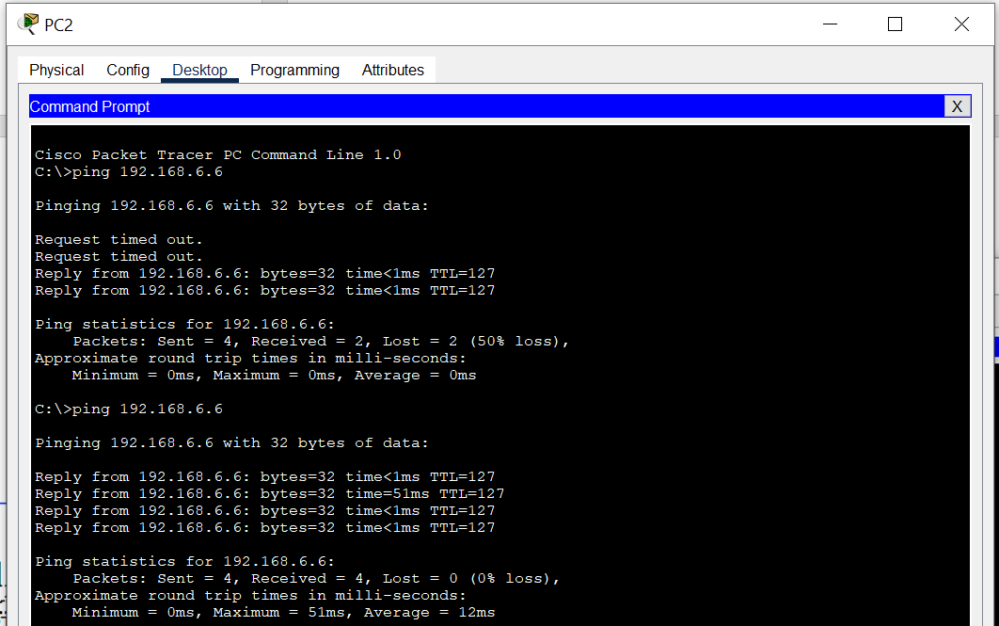 PC2
Physical Config Desktop Programming Attributes
Command Prompt
X
Cisco Packet Tracer PC Command Line 1.0
C:\>ping 192.168.6.6
Pinging 192.168.6.6 with 32 bytes of data:
Request timed out.
Request timed out.
Reply from 192.168.6.6: bytes=32 time<1ms TTL=127
Reply from 192.168.6.6: bytes=32 time<1ms TTL=127
Ping statistics for 192.168.6.6:
Packets: Sent = 4, Received = 2, Lost = 2 (50% loss),
Approximate round trip times in milli-seconds:
Minimum = 0ms, Maximum = 0ms, Average = 0ms
C:\>ping 192.168.6.6
Pinging 192.168.6.6 with 32 bytes of data:
Reply from 192.168.6.6: bytes=32 time<1ms TTL=127
Reply from 192.168.6.6: bytes=32 time=51ms TTL=127
Reply from 192.168.6.6: bytes=32 time<1ms TTL=127
Reply from 192.168.6.6: bytes=32 time<1ms TTL=127
Ping statistics for 192.168.6.6:
Packets: Sent = 4, Received = 4, Lost = 0 (0% loss),
Approximate round trip times in milli-seconds:
Minimum = 0ms, Maximum = 51ms, Average = 12ms